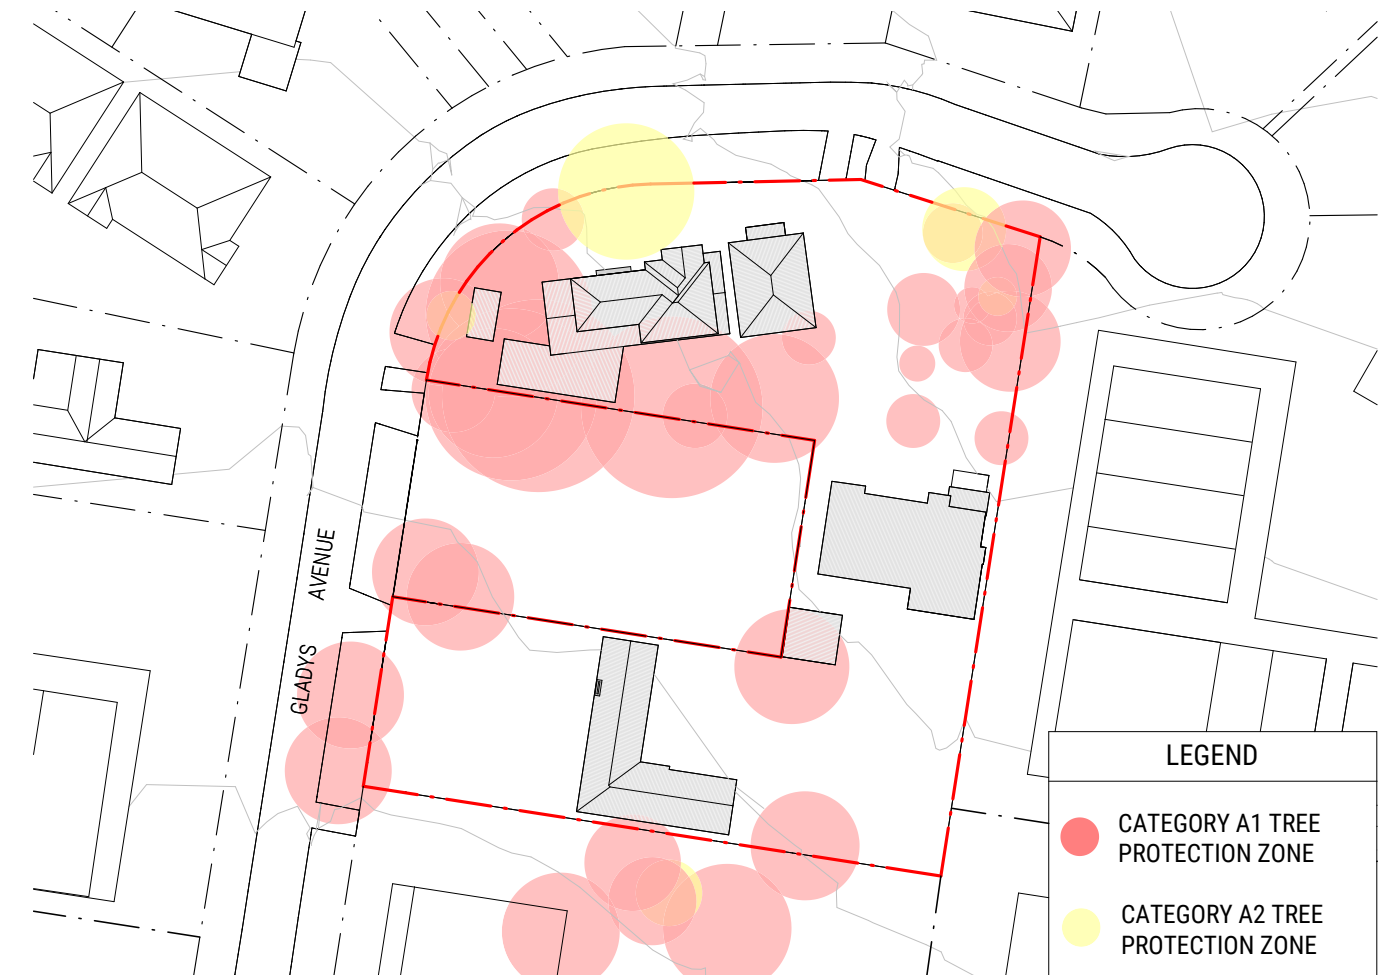 AVENUE
GLADYS
LEGEND
CATEGORY A1 TREE
PROTECTION ZONE
CATEGORY A2 TREE
PROTECTION ZONE